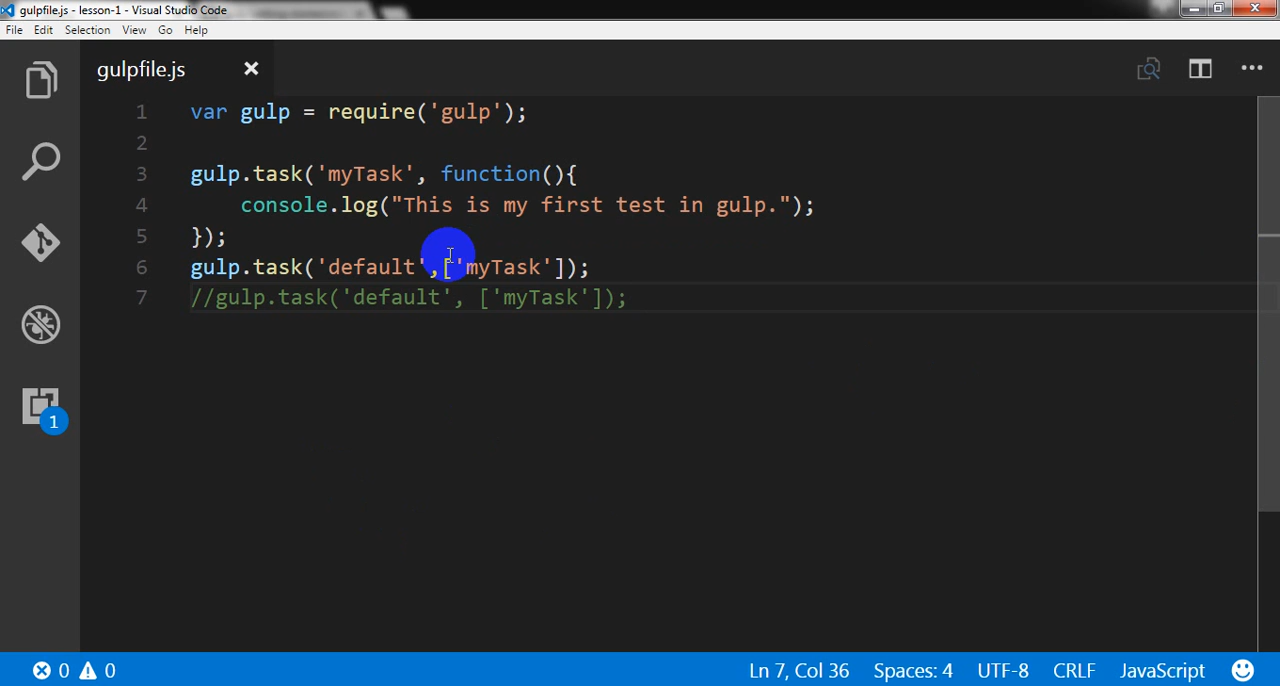 gulpfile.js - lesson-1 - Visual Studio Code
File Edit Selection View Go Help
gulpfile.js
1 var gulp = require('gulp');
2
3 gulp.task('myTask', function(){
4     console.log("This is my first test in gulp.");
5 });
6 gulp.task('default',['myTask']);
7 //gulp.task('default', ['myTask']);
1
0 0 Ln 7, Col 36 Spaces: 4 UTF-8 CRLF JavaScript